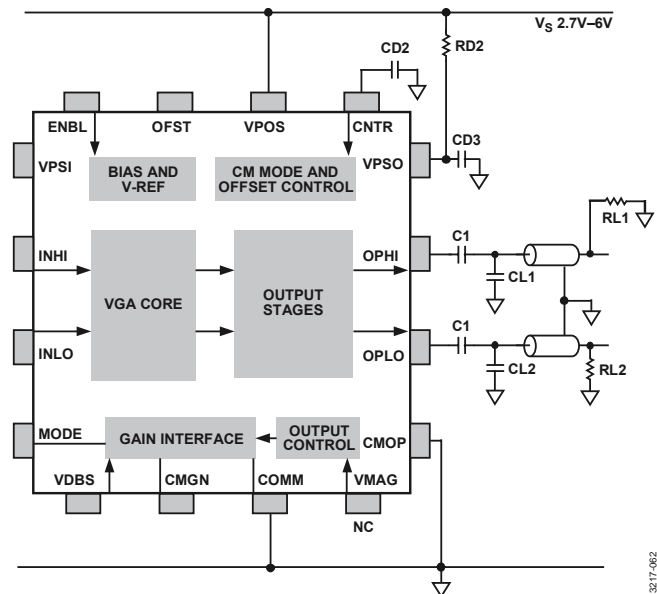 V_S 2.7V–6V
RD2
CD2
ENBL
OFST
VPOS
CNTR
VPSI
BIAS AND
V-REF
CM MODE AND
OFFSET CONTROL
VPSO
CD3
RL1
INHI
OPHI
C1
CL1
VGA CORE
OUTPUT
STAGES
INLO
OPLO
C1
CL2
RL2
MODE
GAIN INTERFACE
OUTPUT
CONTROL
CMOP
VDBS
CMGN
COMM
VMAG
NC
3217-062